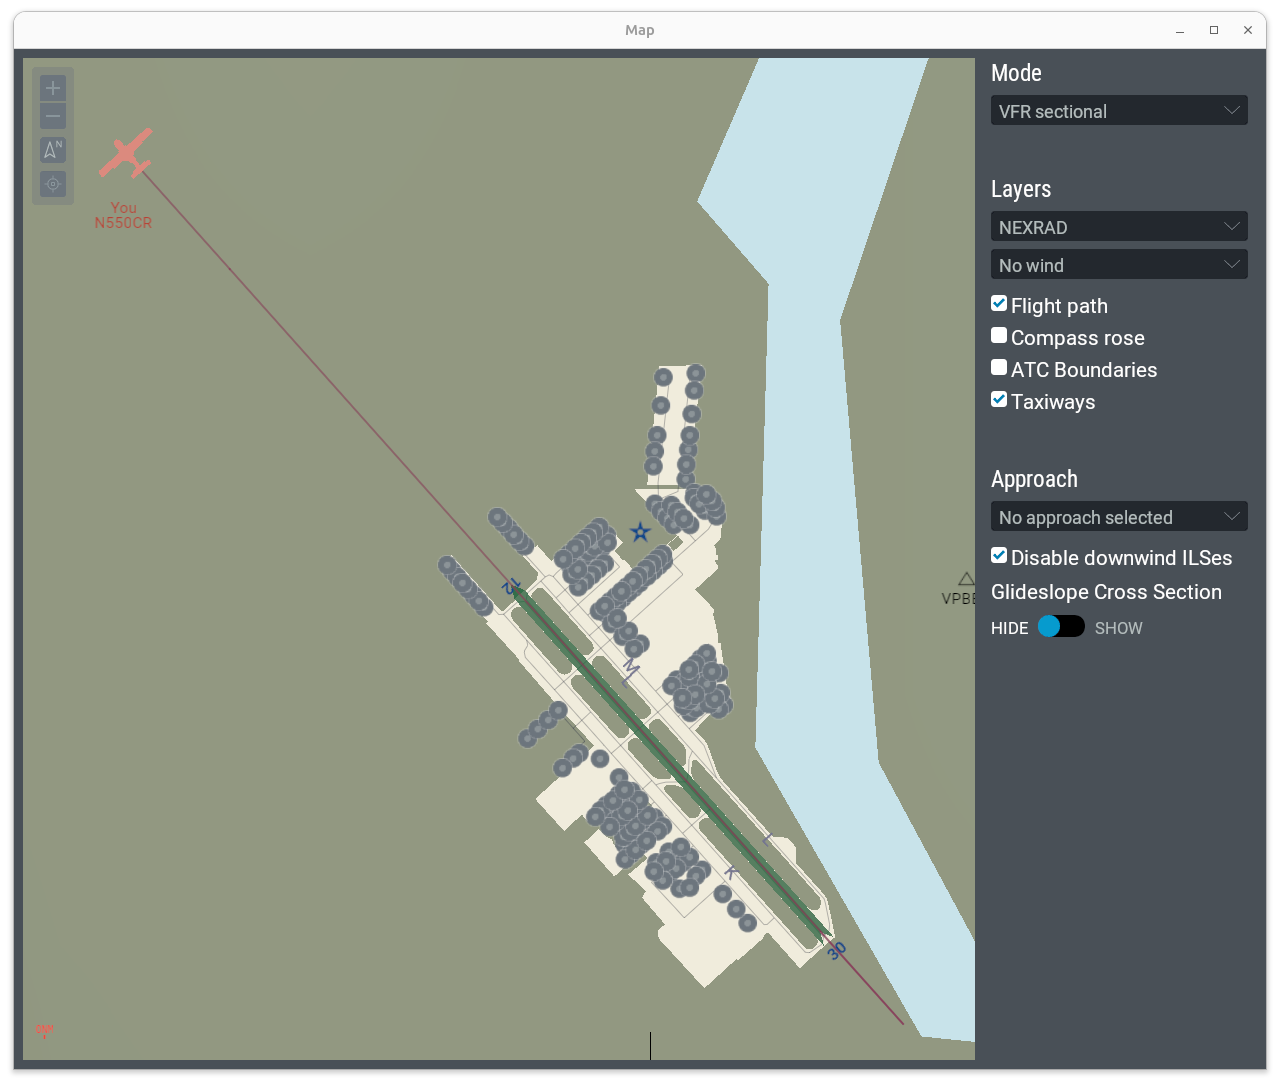 Map
Mode
VFR sectional
Layers
NEXRAD
No wind
Flight path
Compass rose
ATC Boundaries
Taxiways
Approach
No approach selected
Disable downwind ILSes
Glideslope Cross Section
HIDE SHOW
N
You
N550CR
12
M
L
K
30